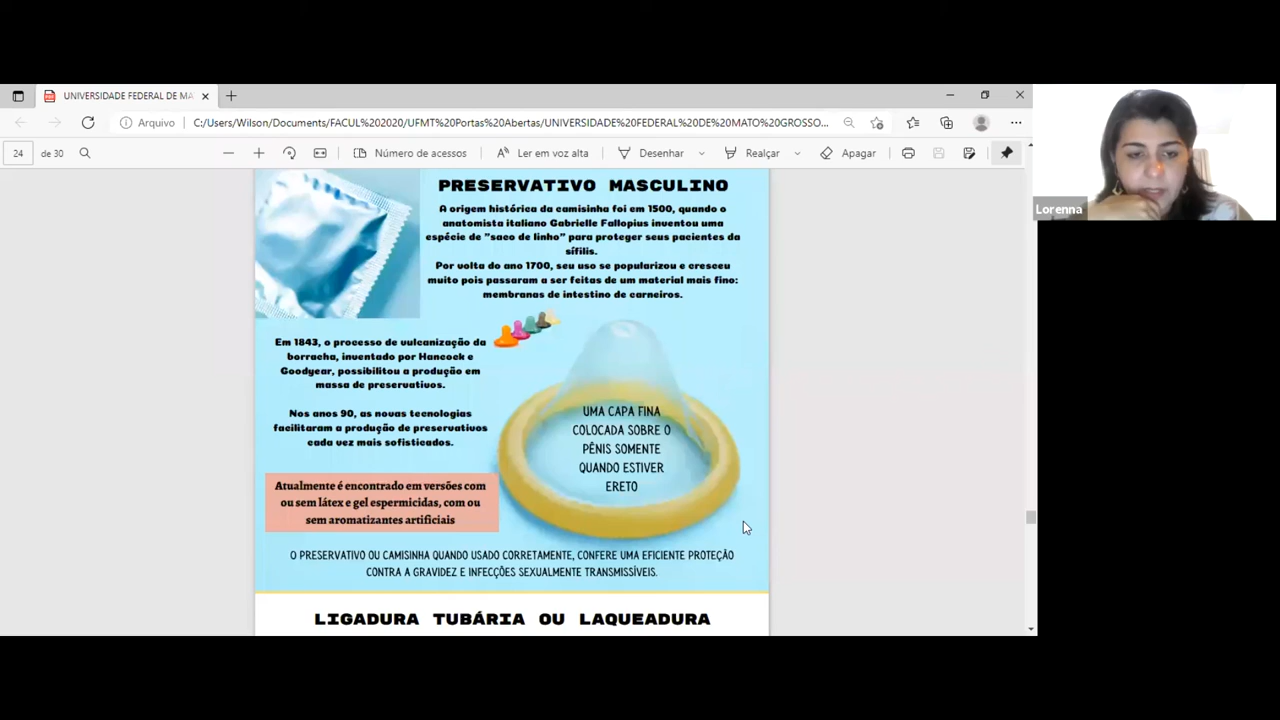 UNIVERSIDADE FEDERAL DE MA
Arquivo
C:/Users/Wilson/Documents/FACUL%202020/UFMT%20Portas%20Abertas/UNIVERSIDADE%20FEDERAL%20DE%20MATO%20GROSSO...
24 de 30
Número de acessos
Ler em voz alta
Desenhar
Realçar
Apagar
Lorenna
PRESERVATIVO MASCULINO
A origem histórica da camisinha foi em 1500, quando o
anatomista italiano Gabrielle Fallopius inventou uma
espécie de "saco de linho" para proteger seus pacientes da
sífilis.
Por volta do ano 1700, seu uso se popularizou e cresceu
muito pois passaram a ser feitas de um material mais fino:
membranas de intestino de carneiros.
Em 1843, o processo de vulcanização da
borracha, inventado por Hancock e
Goodyear, possibilitou a produção em
massa de preservativos.
Nos anos 90, as novas tecnologias
facilitaram a produção de preservativos
cada vez mais sofisticados.
UMA CAPA FINA
COLOCADA SOBRE O
PÊNIS SOMENTE
QUANDO ESTIVER
ERETO
Atualmente é encontrado em versões com
ou sem látex e gel espermicidas, com ou
sem aromatizantes artificiais
O PRESERVATIVO OU CAMISINHA QUANDO USADO CORRETAMENTE, CONFERE UMA EFICIENTE PROTEÇÃO
CONTRA A GRAVIDEZ E INFECÇÕES SEXUALMENTE TRANSMISSÍVEIS.
LIGADURA TUBÁRIA OU LAQUEADURA